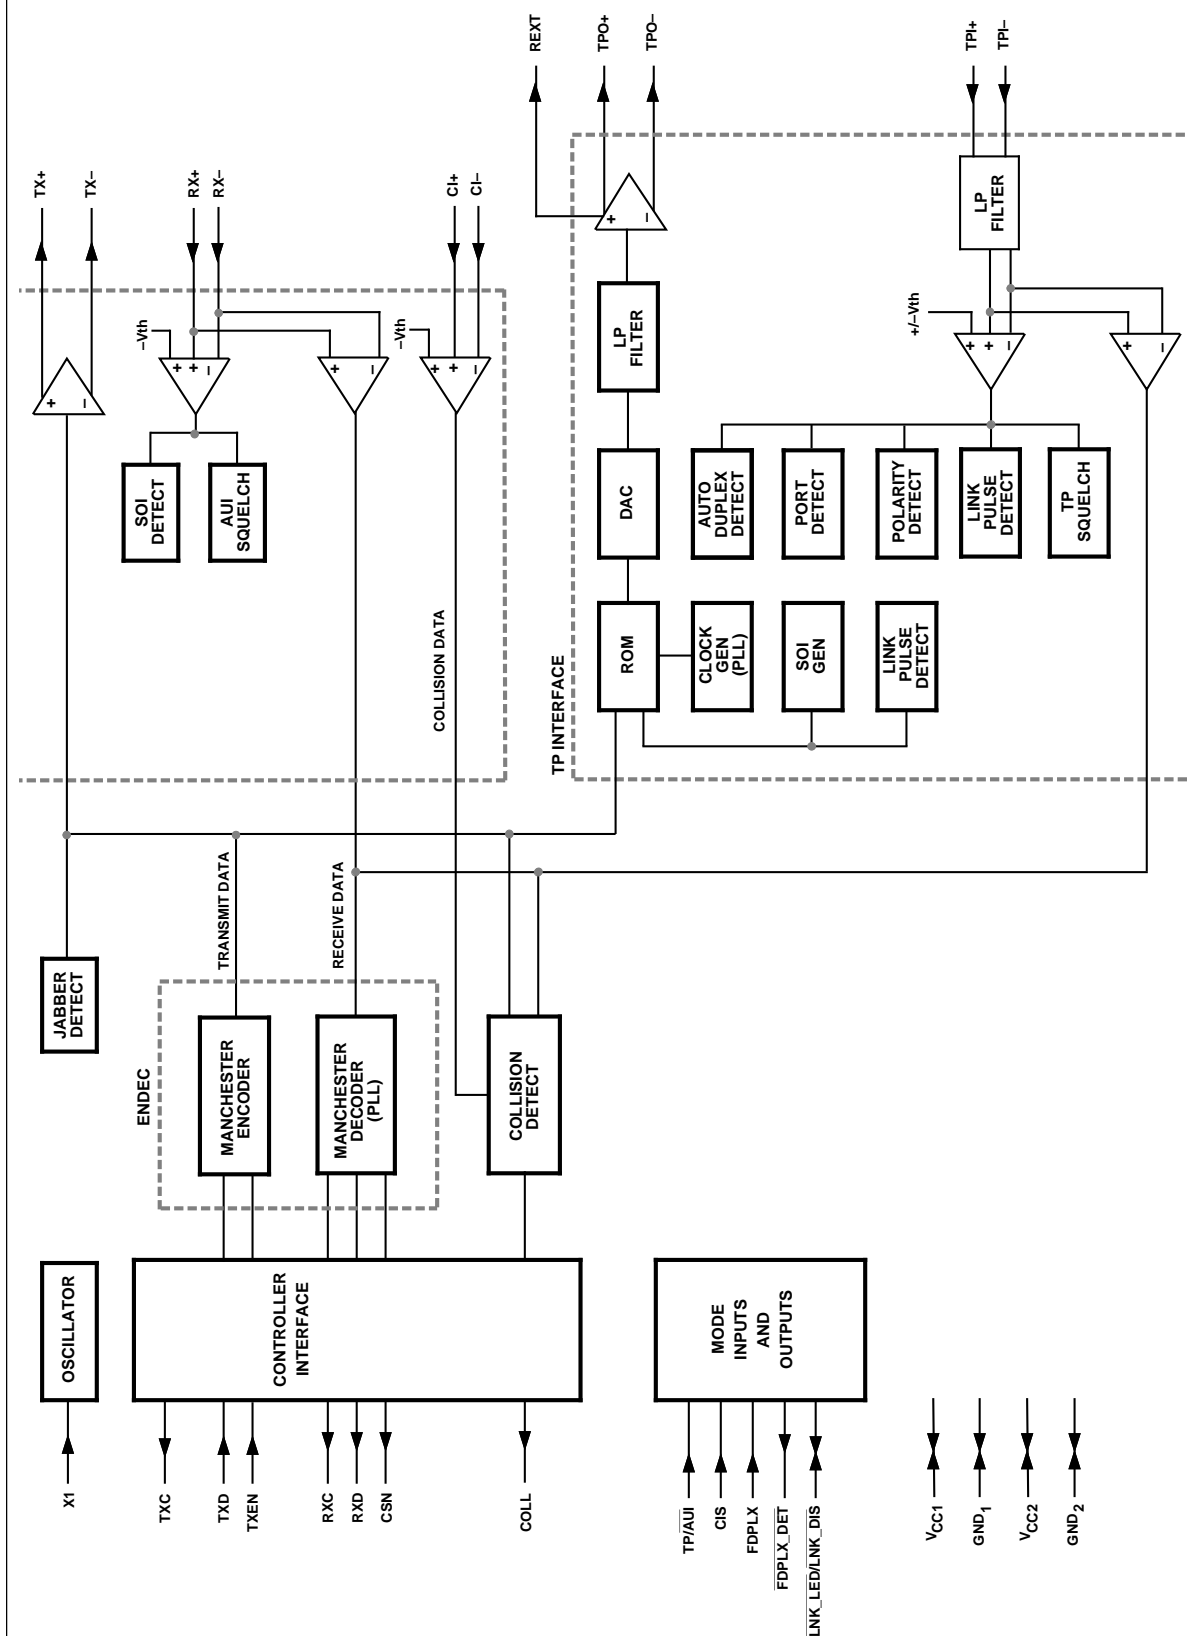 X1
OSCILLATOR
JABBER
DETECT
TX+
TX–
TXC
TXD
TXEN
RXC
RXD
CSN
COLL
CONTROLLER
INTERFACE
ENDEC
MANCHESTER
ENCODER
MANCHESTER
DECODER
(PLL)
COLLISION
DETECT
TRANSMIT DATA
RECEIVE DATA
COLLISION DATA
SOI
DETECT
AUI
SQUELCH
–Vth
+
+
–
+
–
+
–
–Vth
+
+
–
RX+
RX–
CI+
CI–
TP INTERFACE
ROM
DAC
LP
FILTER
+
–
REXT
TPO+
TPO–
CLOCK
GEN
(PLL)
SOI
GEN
LINK
PULSE
DETECT
AUTO
DUPLEX
DETECT
PORT
DETECT
POLARITY
DETECT
LINK
PULSE
DETECT
TP
SQUELCH
+/–Vth
+
+
–
+
–
LP
FILTER
TPI+
TPI–
MODE
INPUTS
AND
OUTPUTS
TP/AUI
CIS
FDPLX
FDPLX_DET
LNK_LED/LNK_DIS
VCC1
GND1
VCC2
GND2